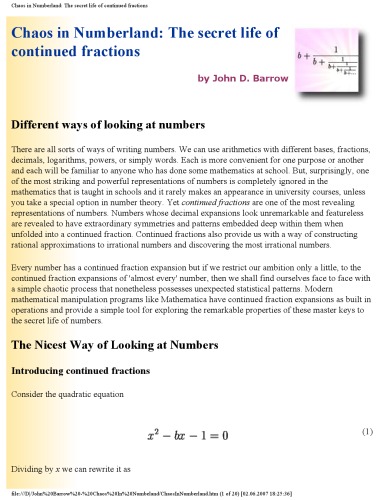 Chaos in Numberland: The secret life of continued fractions
Chaos in Numberland: The secret life of
continued fractions
by John D. Barrow
Different ways of looking at numbers
There are all sorts of ways of writing numbers. We can use arithmetics with different bases, fractions,
decimals, logarithms, powers, or simply words. Each is more convenient for one purpose or another
and each will be familiar to anyone who has done some mathematics at school. But, surprisingly, one
of the most striking and powerful representations of numbers is completely ignored in the
mathematics that is taught in schools and it rarely makes an appearance in university courses, unless
you take a special option in number theory. Yet continued fractions are one of the most revealing
representations of numbers. Numbers whose decimal expansions look unremarkable and featureless
are revealed to have extraordinary symmetries and patterns embedded deep within them when
unfolded into a continued fraction. Continued fractions also provide us with a way of constructing
rational approximations to irrational numbers and discovering the most irrational numbers.
Every number has a continued fraction expansion but if we restrict our ambition only a little, to the
continued fraction expansions of 'almost every' number, then we shall find ourselves face to face with
a simple chaotic process that nonetheless possesses unexpected statistical patterns. Modern
mathematical manipulation programs like Mathematica have continued fraction expansions as built in
operations and provide a simple tool for exploring the remarkable properties of these master keys to
the secret life of numbers.
The Nicest Way of Looking at Numbers
Introducing continued fractions
Consider the quadratic equation
x² − bx − 1 = 0 (1)
Dividing by x we can rewrite it as
file:///D|/John%20Barrow%20-%20Chaos%20In%20Numberland/ChaosInNumberland.htm (1 of 20) [02.06.2007 18:25:36]